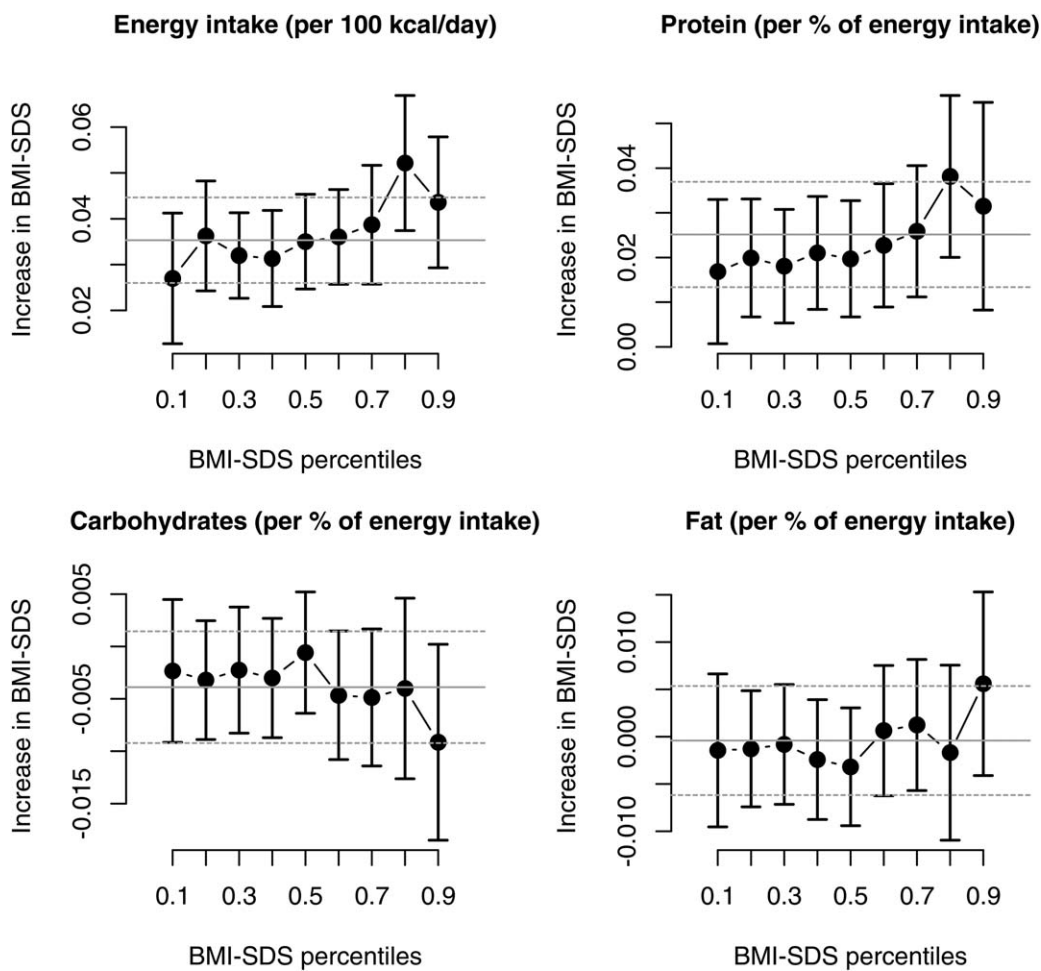 Energy intake (per 100 kcal/day)
Increase in BMI-SDS
0.06
0.04
0.02
0.1 0.3 0.5 0.7 0.9
BMI-SDS percentiles
Protein (per % of energy intake)
Increase in BMI-SDS
0.04
0.02
0.00
0.1 0.3 0.5 0.7 0.9
BMI-SDS percentiles
Carbohydrates (per % of energy intake)
Increase in BMI-SDS
0.005
-0.005
-0.015
0.1 0.3 0.5 0.7 0.9
BMI-SDS percentiles
Fat (per % of energy intake)
Increase in BMI-SDS
0.010
0.000
-0.010
0.1 0.3 0.5 0.7 0.9
BMI-SDS percentiles